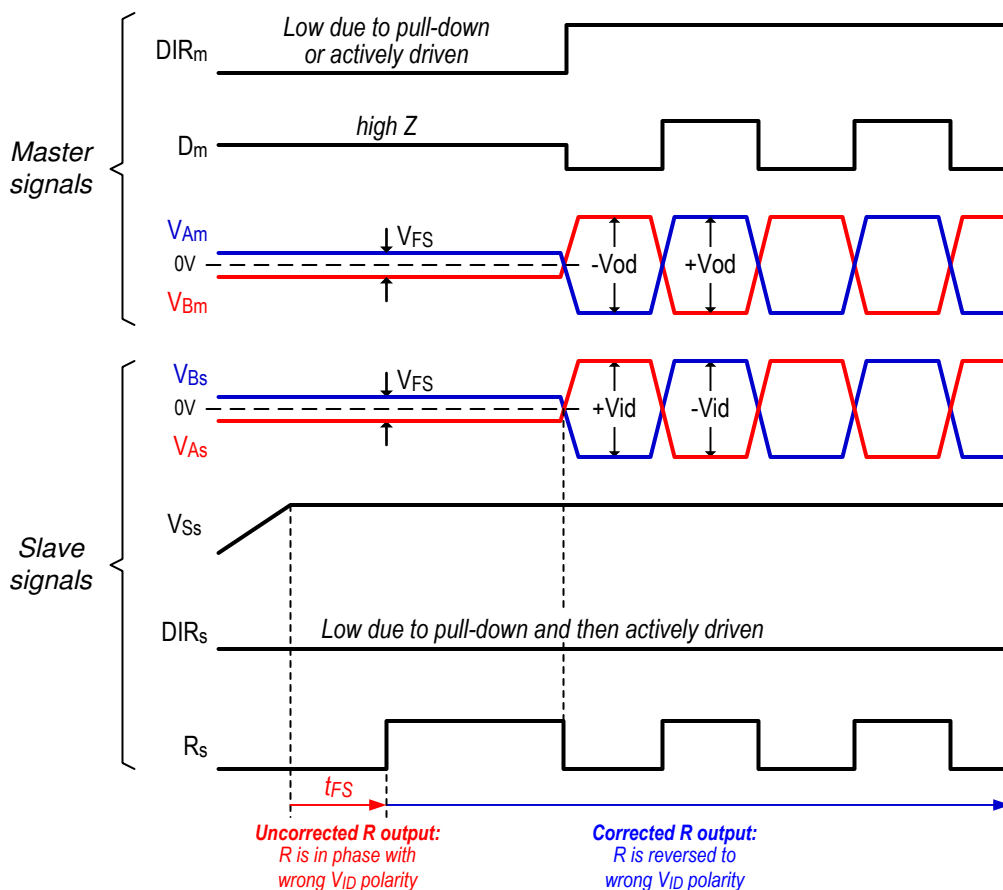 Low due to pull-down
or actively driven
DIRm
high Z
Dm
Master
signals
VAm
VFS
0V
-Vod
+Vod
VBm
VBs
VFS
0V
+Vid
-Vid
VAs
VSs
Slave
signals
DIRs
Low due to pull-down and then actively driven
Rs
tFS
Uncorrected R output:
R is in phase with
wrong VID polarity
Corrected R output:
R is reversed to
wrong VID polarity